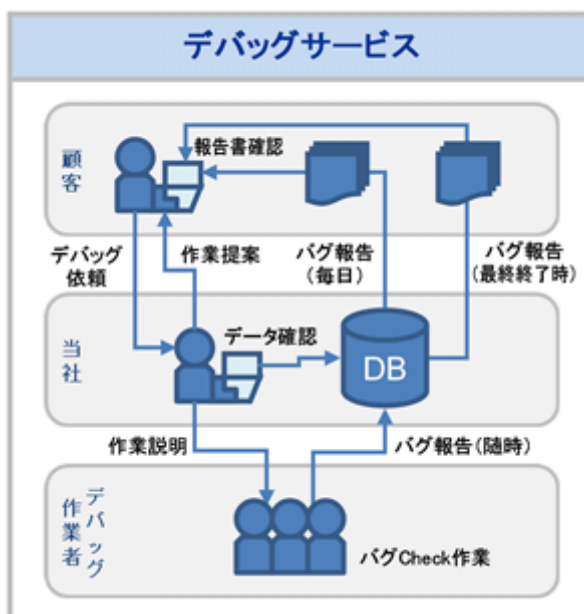 デバッグサービス
顧客
報告書確認
デバッグ
依頼
作業提案
バグ報告
(毎日)
バグ報告
(最終終了時)
当社
データ確認
DB
作業説明
バグ報告(随時)
デバッグ
作業者
バグCheck作業